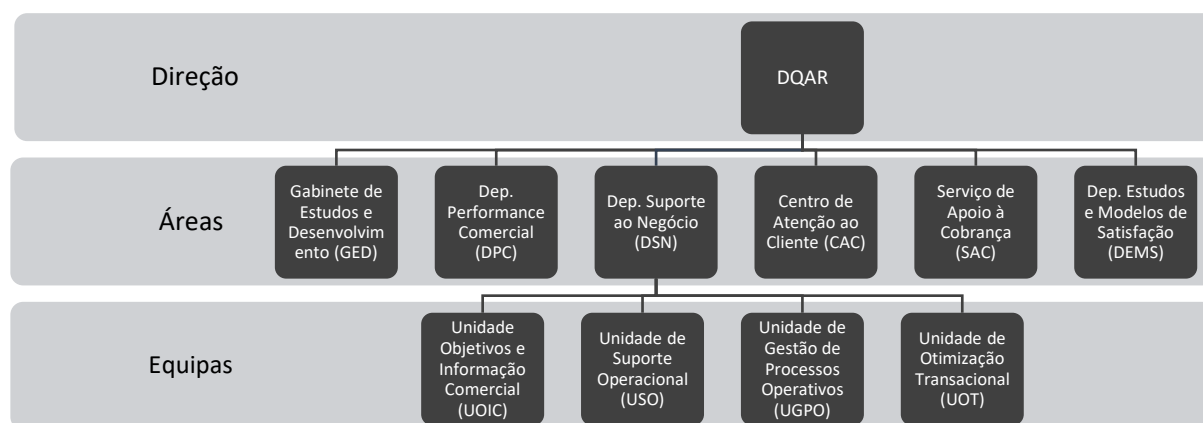 Direção
DQAR
Áreas
Gabinete de
Estudos e
Desenvolvim
ento (GED)
Dep.
Performance
Comercial
(DPC)
Dep. Suporte
ao Negócio
(DSN)
Centro de
Atenção ao
Cliente (CAC)
Serviço de
Apoio à
Cobrança
(SAC)
Dep. Estudos
e Modelos de
Satisfação
(DEMS)
Equipas
Unidade
Objetivos e
Informação
Comercial
(UOIC)
Unidade de
Suporte
Operacional
(USO)
Unidade de
Gestão de
Processos
Operativos
(UGPO)
Unidade de
Otimização
Transacional
(UOT)